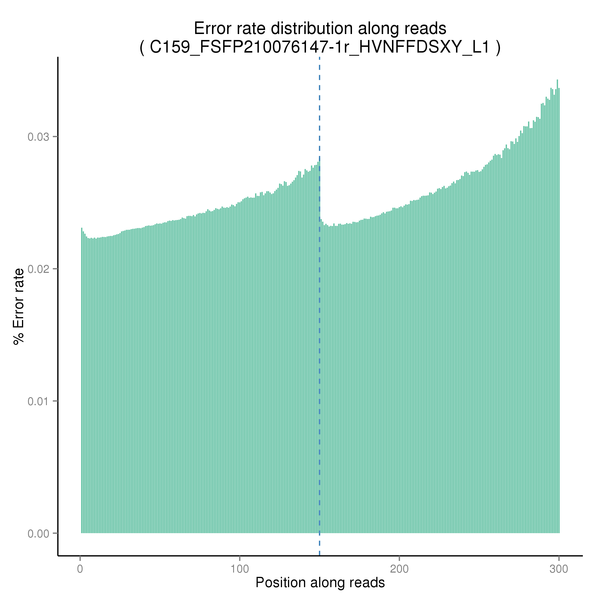 Error rate distribution along reads
( C159_FSFP210076147-1r_HVNFFDSXY_L1 )
% Error rate
0.03
0.02
0.01
0.00
0
100
200
300
Position along reads